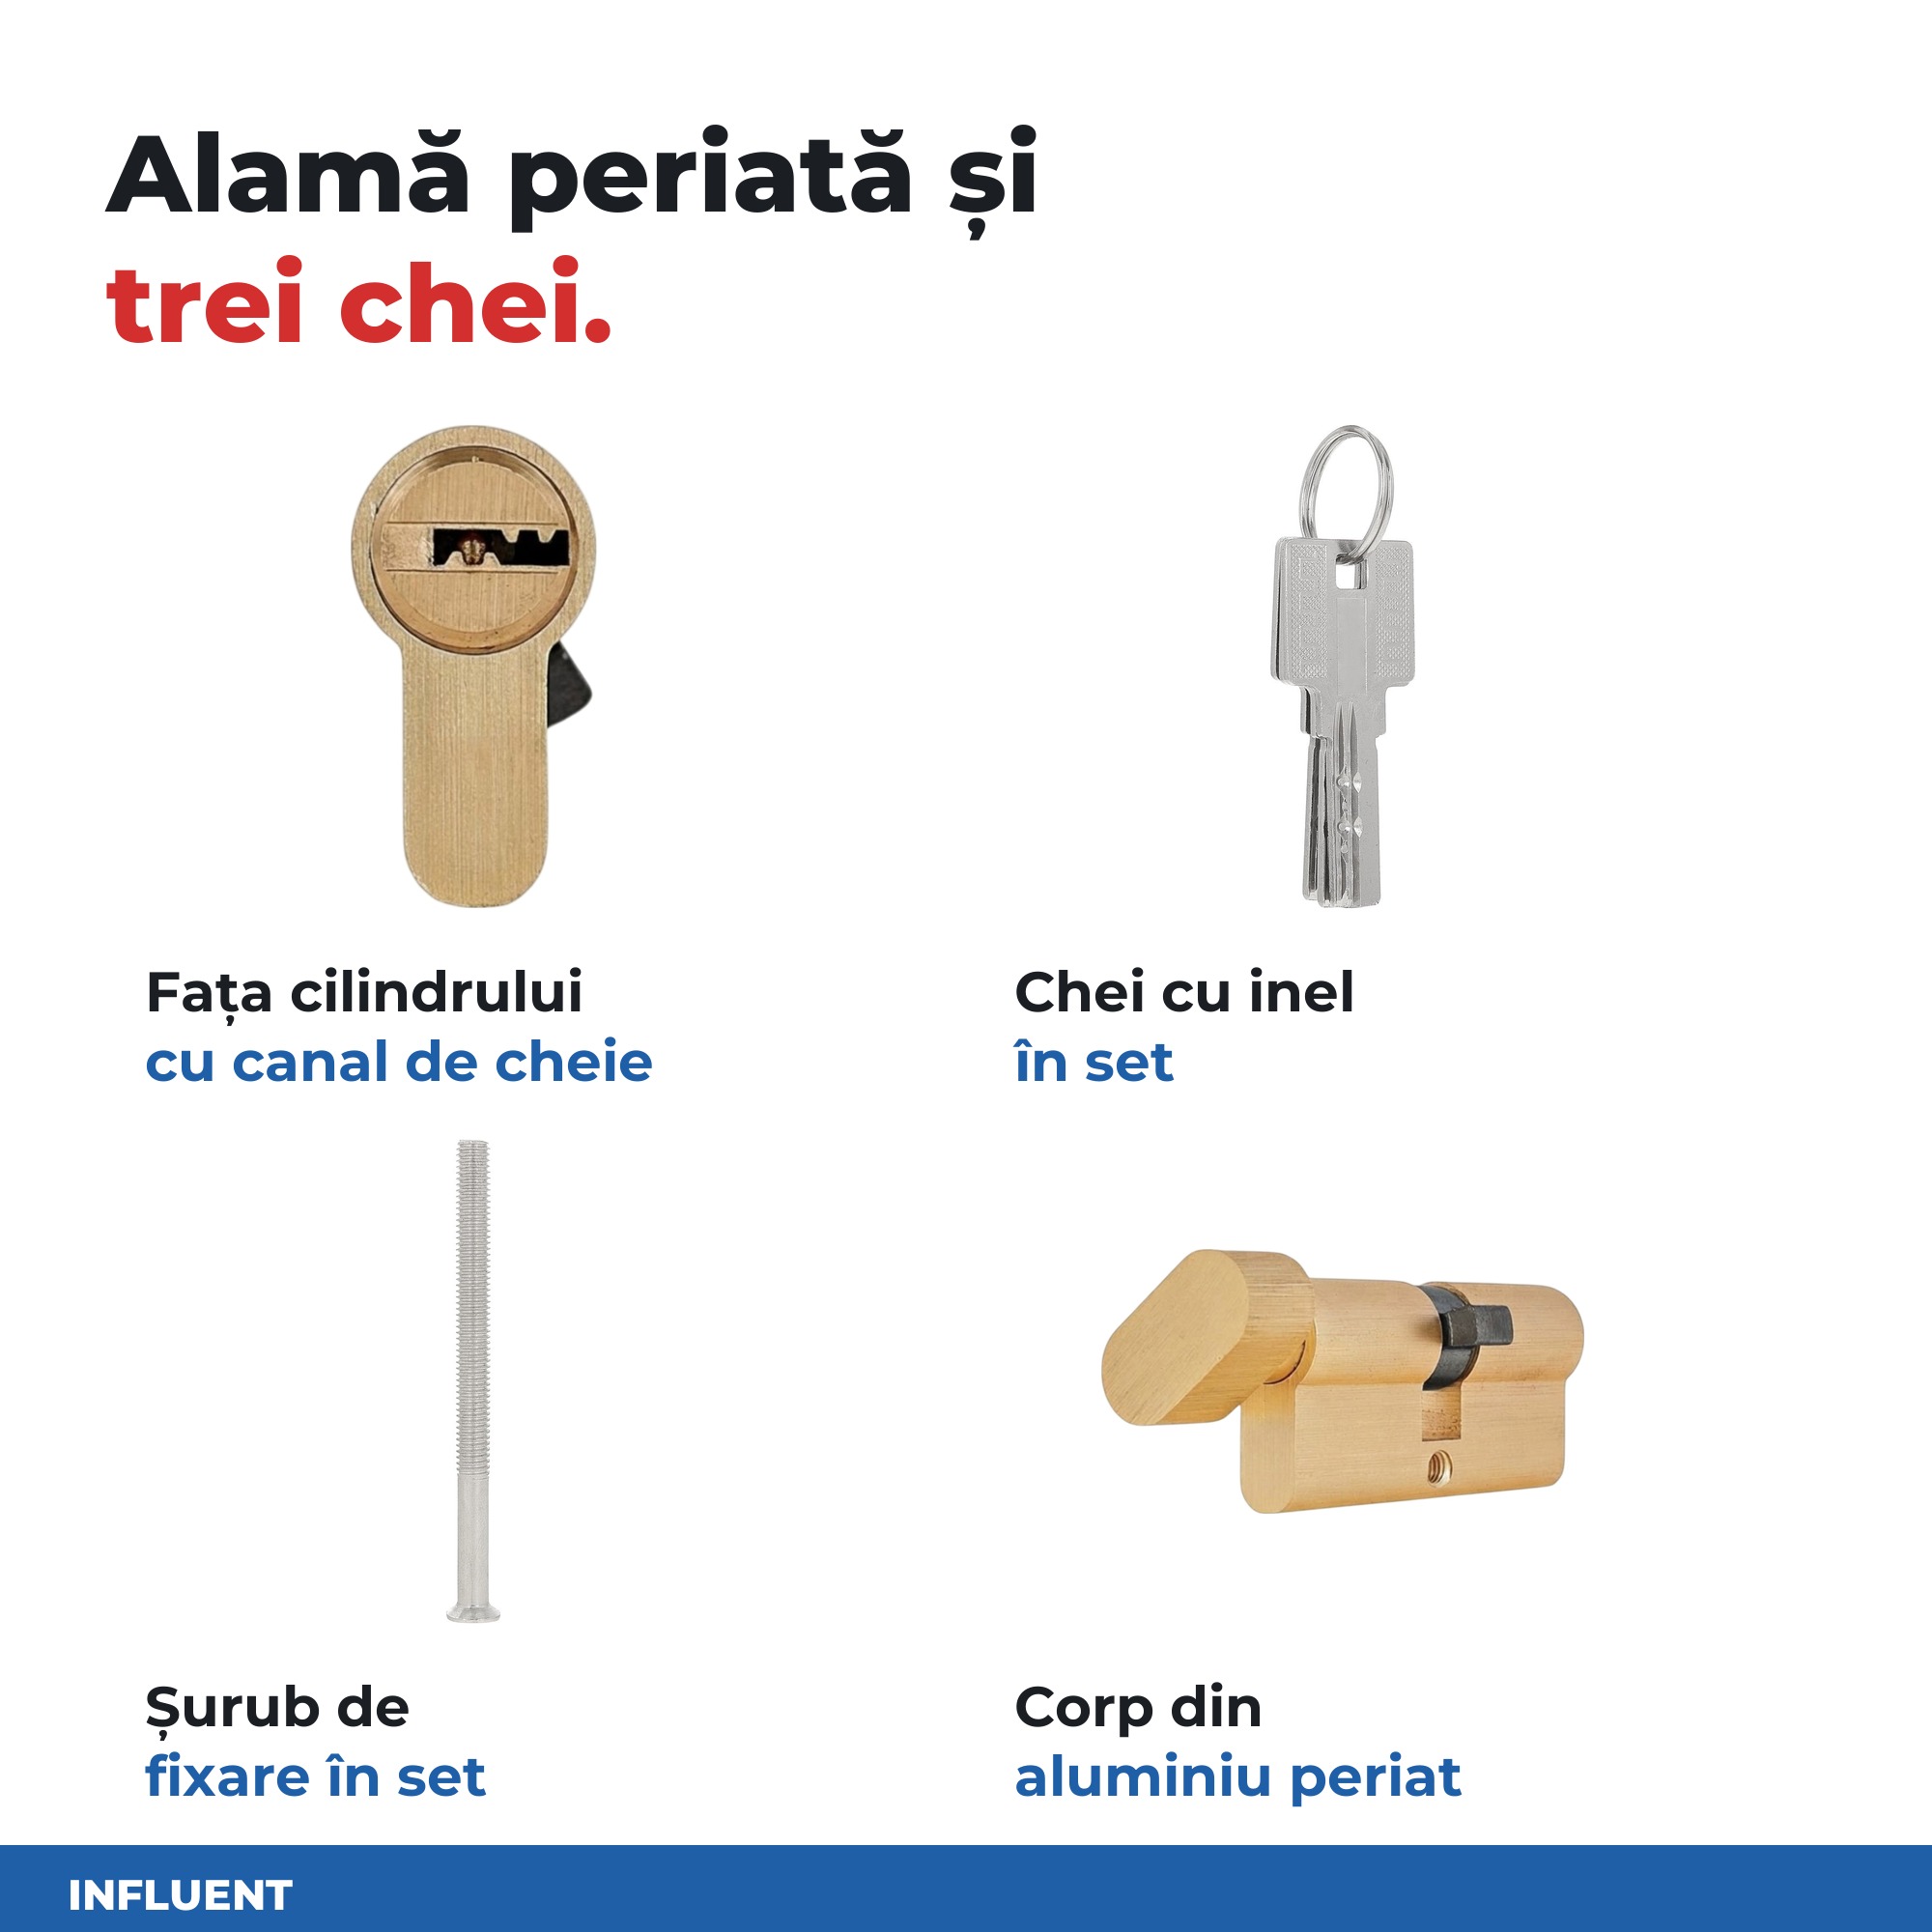 Alamă periată și
trei chei.
Fața cilindrului
cu canal de cheie
Chei cu inel
în set
Șurub de
fixare în set
Corp din
aluminiu periat
INFLUENT